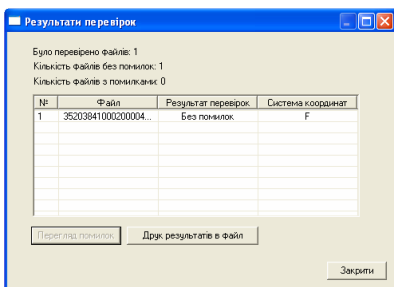 Результати перевірок
Було перевірено файлів: 1
Кількість файлів без помилок: 1
Кількість файлів з помилками: 0
№ Файл Результат перевірок Система координат
1 35203841000200004... Без помилок F
Перегляд помилок Друк результатів в файл
Закрити